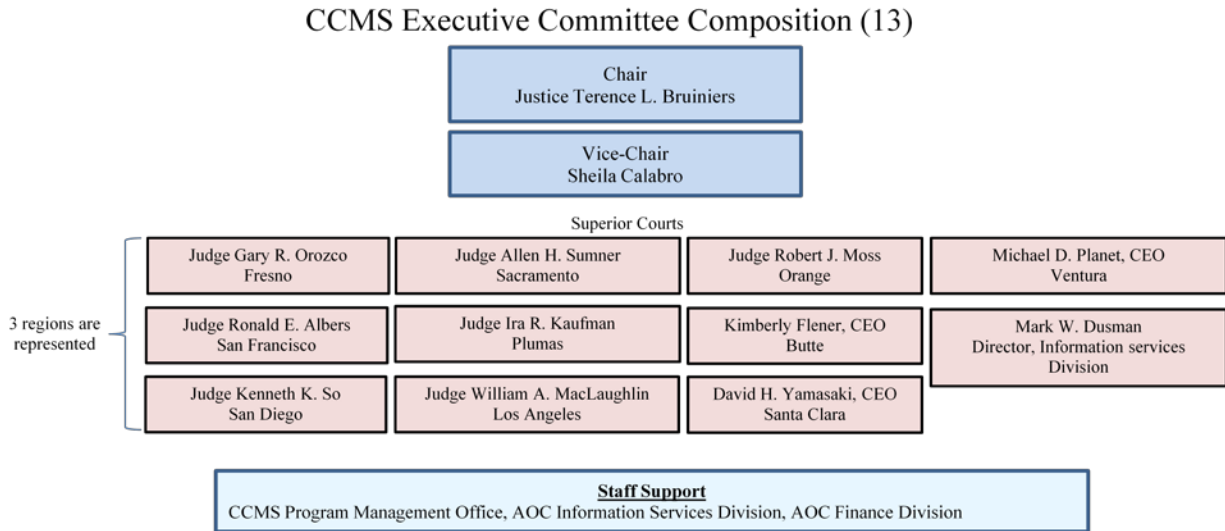 CCMS Executive Committee Composition (13)
Chair
Justice Terence L. Bruiniers
Vice-Chair
Sheila Calabro
Superior Courts
3 regions are
represented
Judge Gary R. Orozco
Fresno
Judge Allen H. Sumner
Sacramento
Judge Robert J. Moss
Orange
Michael D. Planet, CEO
Ventura
Judge Ronald E. Albers
San Francisco
Judge Ira R. Kaufman
Plumas
Kimberly Flener, CEO
Butte
Mark W. Dusman
Director, Information services
Division
Judge Kenneth K. So
San Diego
Judge William A. MacLaughlin
Los Angeles
David H. Yamasaki, CEO
Santa Clara
Staff Support
CCMS Program Management Office, AOC Information Services Division, AOC Finance Division